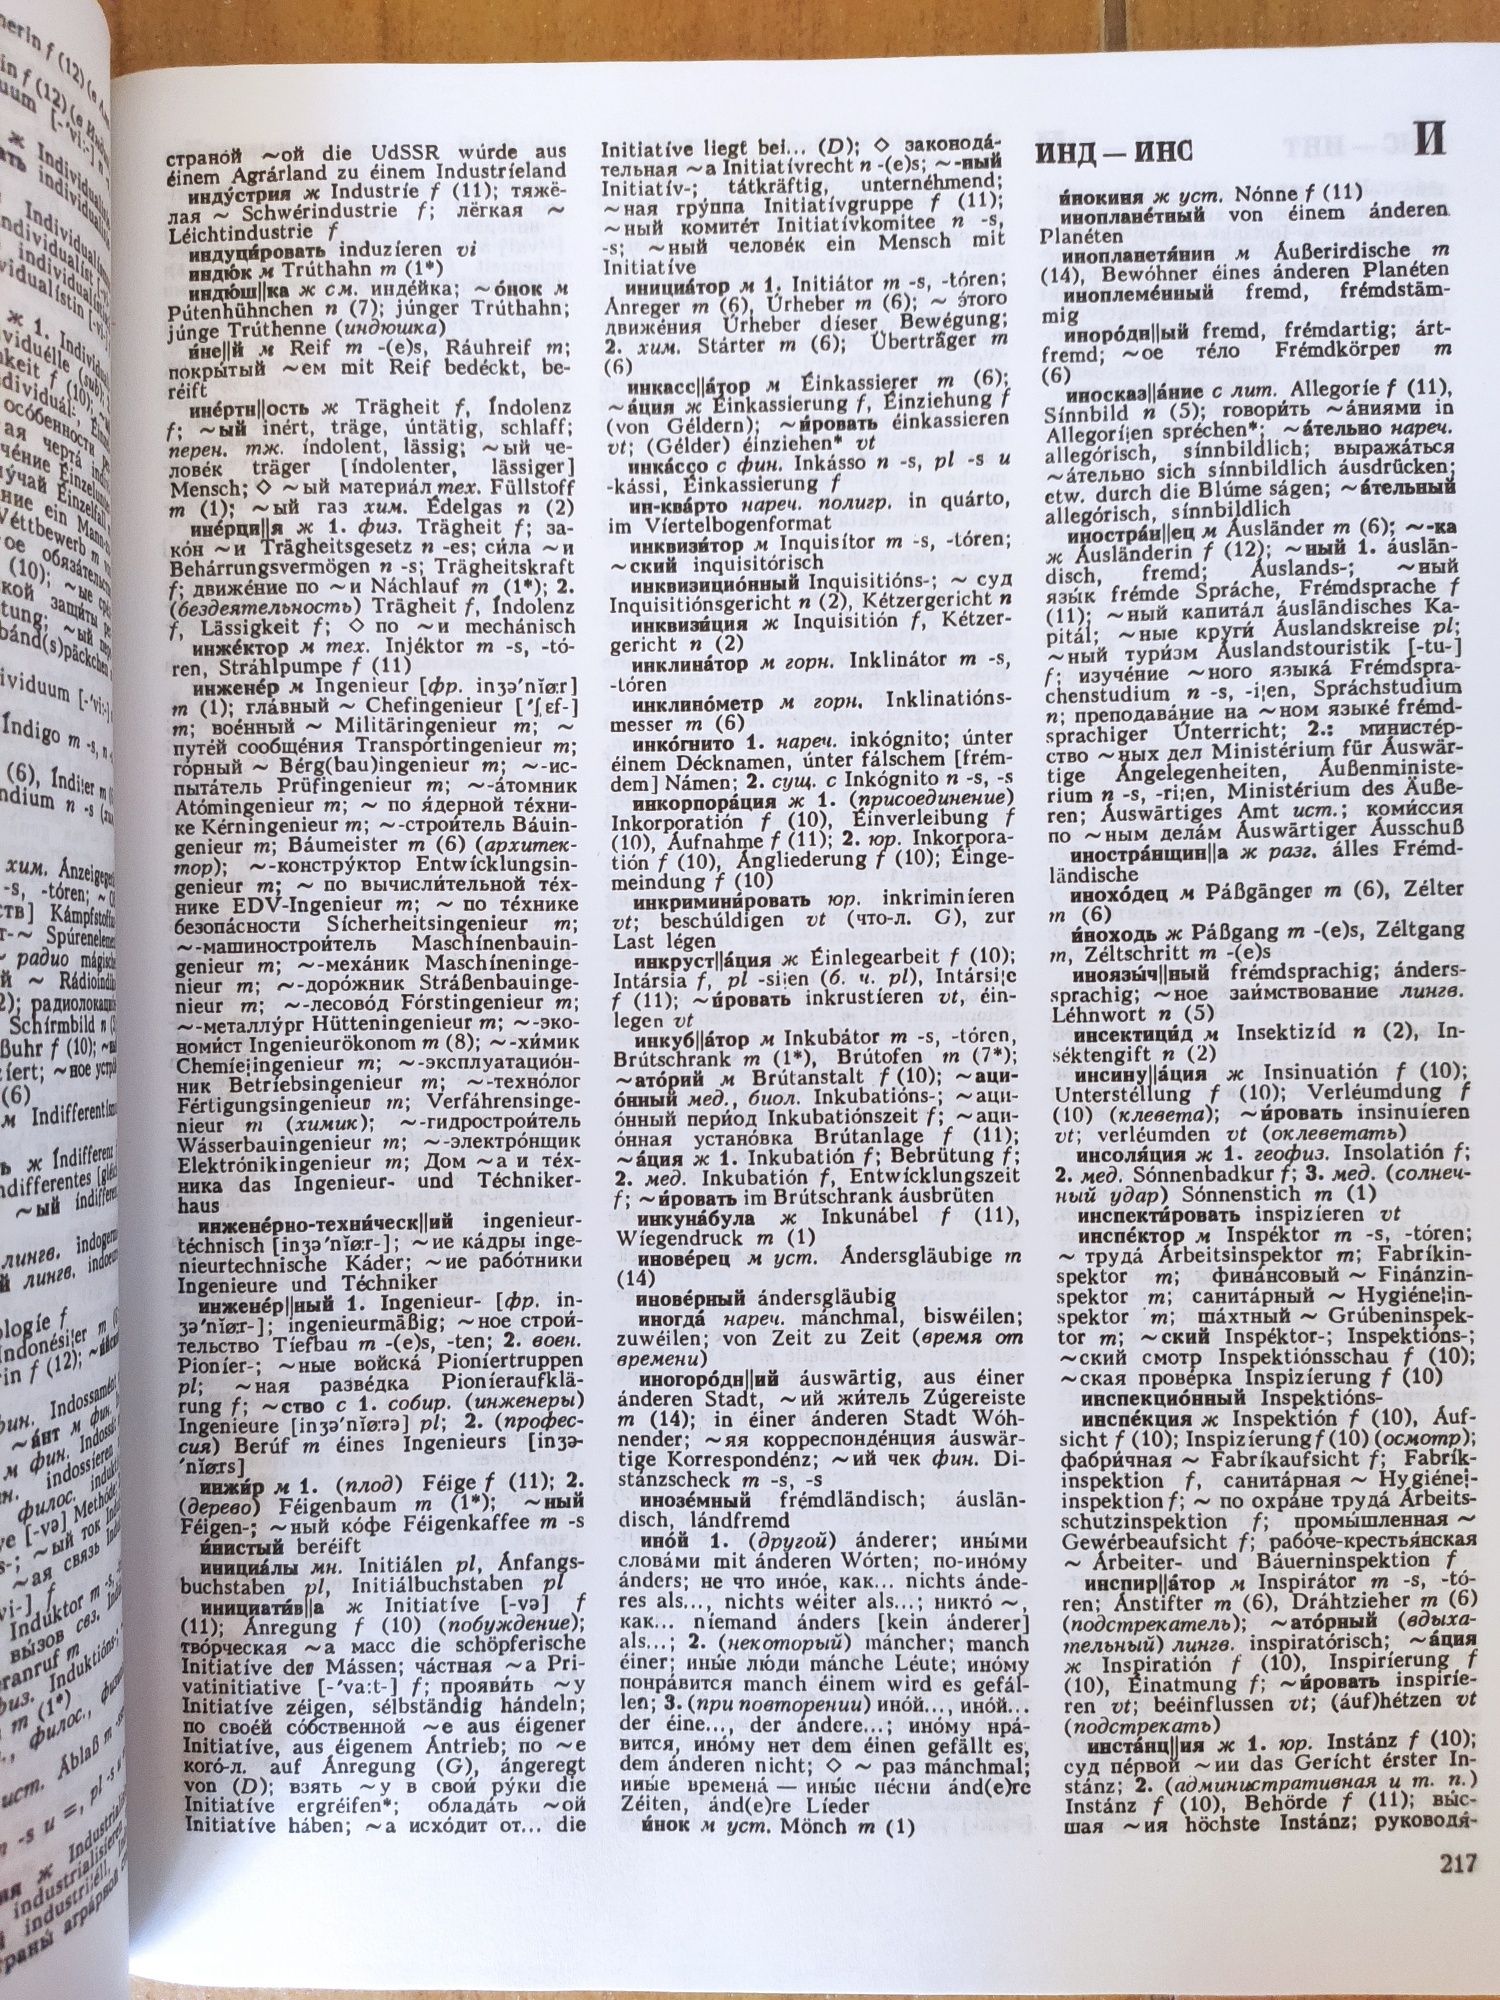 ИНД — ИНС
И
страно́й ~ой die UdSSR wúrde aus
éinem Agrárland zu éinem Industríeland
инду́стрия ж Industríe f (11); тяжё-
лая ~ Schwérindustrie f; лёгкая ~
Léichtindustrie f
индуци́ровать induzíeren vi
индю́к м Trúthahn m (1*)
индю́ш||ка ж см. инде́йка; ~о́нок м
Pútenhühnchen n (7); júnger Trúthahn;
júnge Trúthenne (индюшка)
и́не||й м Reif m -(e)s, Ráuhreif m;
покры́тый ~ем mit Reif bedéckt, be-
réift
ине́ртн||ость ж Trägheit f, Índolenz
f; ~ый inért, träge, úntätig, schlaff;
перен. тж. índolent, lässig; ~ый че-
лове́к träger [índolenter, lässiger]
Mensch; ◇ ~ый материа́л тех. Füllstoff
m (1); ~ый газ хим. Édelgas n (2)
ине́рци||я ж 1. физ. Trägheit f; за-
ко́н ~и Trägheitsgesetz n -es; си́ла ~и
Behárrungsvermögen n -s; Trägheitskraft
f; движе́ние по ~и Náchlauf m (1*); 2.
(бездеятельность) Trägheit f, Índolenz
f, Lässigkeit f; ◇ по ~и mechánisch
инже́ктор м тех. Injéktor m -s, -tó-
ren, Stráhlpumpe f (11)
инжене́р м Ingenieur [фр. inʒə'nĭø:r]
m (1); гла́вный ~ Chefingenieur ['ʃɛf-]
m; вое́нный ~ Militäringenieur m; ~
путе́й сообще́ния Transpórtingenieur m;
го́рный ~ Bérg(bau)ingenieur m; ~-ис-
пыта́тель Prüfingenieur m; ~-а́томник
Atómingenieur m; ~ по я́дерной те́хни-
ке Kérningenieur m; ~-строи́тель Báuin-
genieur m; Báumeister m (6) (архитек-
тор); ~-констру́ктор Entwícklungsin-
genieur m; ~ по вычисли́тельной те́х-
нике EDV-Ingenieur m; ~ по те́хнике
безопа́сности Sícherheitsingenieur m;
~-машинострои́тель Maschínenbauin-
genieur m; ~-меха́ник Maschíneninge-
nieur m; ~-доро́жник Stráßenbauinge-
nieur m; ~-лесово́д Fórstingenieur m;
~-металлу́рг Hütteningenieur m; ~-эко-
номи́ст Ingenieurökonom m (8); ~-хи́мик
Chemíe|ingenieur m; ~-эксплуатацио́н-
ник Betríebsingenieur m; ~-техно́лог
Fértigungsingenieur m; Verfáhrensinge-
nieur m (химик); ~-гидрострои́тель
Wásserbauingenieur m; ~-электро́нщик
Elektrónikingenieur m; Дом ~а и те́х-
ника das Ingenieur- und Téchniker-
haus
инжене́рно-техни́ческ||ий ingenieur-
téchnisch [inʒə'nĭø:r-]; ~ие ка́дры inge-
nieurtechnische Káder; ~ие рабо́тники
Ingenieure und Téchniker
инжене́р||ный 1. Ingenieur- [фр. in-
ʒə'nĭø:r-]; ingenieurmäßig; ~ное строи́-
тельство Tíefbau m -(e)s, -ten; 2. воен.
Pioníer-; ~ные войска́ Pioníertruppen
pl; ~ная разве́дка Pioníeraufklä-
rung f; ~ство с 1. собир. (инженеры)
Ingenieure [inʒə'nĭø:rə] pl; 2. (профес-
сия) Berúf m éines Ingenieurs [inʒə-
'nĭø:rs]
инжи́р м 1. (плод) Féige f (11); 2.
(дерево) Féigenbaum m (1*); ~ный
Féigen-; ~ный ко́фе Féigenkaffee m -s
и́нистый beréift
инициа́лы мн. Initiálen pl, Ánfangs-
buchstaben pl, Initiálbuchstaben pl
инициати́в||а ж Initiatíve [-və] f
(11); Ánregung f (10) (побуждение);
тво́рческая ~а масс die schöpferische
Initiatíve der Mássen; ча́стная ~а Pri-
vatinitiative [-'va:t-] f; прояви́ть ~у
Initiatíve zéigen, sélbständig hándeln;
по свое́й со́бственной ~е aus éigener
Initiatíve, aus éigenem Ántrieb; по ~е
кого́-л. auf Ánregung (G), ángeregt
von (D); взять ~у в свои́ ру́ки die
Initiatíve ergréifen*; облада́ть ~ой
Initiatíve háben; ~а исхо́дит от... die
Initiatíve liegt bei... (D); ◇ законода́-
тельная ~а Initiatívrecht n -(e)s; ~-ный
Initiatív-; tátkräftig, unternéhmend;
~ная гру́ппа Initiatívgruppe f (11);
~ный комите́т Initiatívkomitee n -s,
-s; ~ный челове́к ein Mensch mit
Initiatíve
инициа́тор м 1. Initiátor m -s, -tóren;
Ánreger m (6), Úrheber m (6); ~ э́того
движе́ния Úrheber díeser Bewégung;
2. хим. Stárter m (6); Überträger m
(6)
инкасс||а́тор м Éinkassierer m (6);
~а́ция ж Éinkassierung f, Éinziehung f
(von Géldern); ~и́ровать éinkassieren
vt; (Gélder) éinziehen* vt
инка́ссо с фин. Inkásso n -s, pl -s и
-kássi, Éinkassierung f
ин-ква́рто нареч. полигр. in quárto,
im Víertelbogenformat
инквизи́тор м Inquisítor m -s, -tóren;
~ский inquisitórisch
инквизицио́нный Inquisitións-; ~ суд
Inquisitiónsgericht n (2), Kétzergericht n
инквизи́ция ж Inquisitión f, Kétzer-
gericht n (2)
инклина́тор м горн. Inklinátor m -s,
-tóren
инклино́метр м горн. Inklinatións-
messer m (6)
инко́гнито 1. нареч. inkógnito; únter
éinem Décknamen, únter fálschem [frém-
dem] Námen; 2. сущ. с Inkógnito n -s, -s
инкорпора́ция ж 1. (присоединение)
Inkorporatión f (10), Éinverleibung f
(10), Áufnahme f (11); 2. юр. Inkorpora-
tión f (10), Ángliederung f (10); Éinge-
meindung f (10)
инкримини́ровать юр. inkriminíeren
vt; beschúldigen vt (что-л. G), zur
Last légen
инкруст||а́ция ж Éinlegearbeit f (10);
Intársia f, pl -si|en (б. ч. pl), Intársi|e
f (11); ~и́ровать inkrustíeren vt, éin-
legen vt
инкуб||а́тор м Inkubátor m -s, -tóren,
Brútschrank m (1*), Brútofen m (7*);
~ато́рий м Brútanstalt f (10); ~аци-
о́нный мед., биол. Inkubatións-; ~аци-
о́нный пери́од Inkubatiónszeit f; ~аци-
о́нная устано́вка Brútanlage f (11);
~а́ция ж 1. Inkubatión f; Bebrütung f;
2. мед. Inkubatión f, Entwícklungszeit
f; ~и́ровать im Brútschrank áusbrüten
инкуна́була ж Inkunábel f (11),
Wíegendruck m (1)
инове́рец м уст. Ándersgläubige m
(14)
инове́рный ándersgläubig
иногда́ нареч. mánchmal, biswéilen;
zuwéilen; von Zeit zu Zeit (время от
времени)
иногоро́дн||ий áuswärtig, aus éiner
ánderen Stadt, ~ий жи́тель Zúgereiste
m (14); in éiner ánderen Stadt Wóh-
nender; ~яя корреспонде́нция áuswär-
tige Korrespondénz; ~ий чек фин. Di-
stánzscheck m -s, -s
инозе́мный frémdländisch; áuslän-
disch, lándfremd
ино́й 1. (другой) ánderer; ины́ми
слова́ми mit ánderen Wórten; по-ино́му
ánders; не что ино́е, как... nichts ánde-
res als..., nichts wéiter als...; никто́ ~,
как... niemand ánders [kein ánderer]
als...; 2. (некоторый) máncher; manch
éiner; ины́е лю́ди mánche Léute; ино́му
понра́вится manch éinem wird es gefál-
len; 3. (при повторении) ино́й..., ино́й...
der éine..., der ándere...; ино́му нра́-
вится, ино́му нет dem éinen gefällt es,
dem ánderen nicht; ◇ ~ раз mánchmal;
ины́е времена́ — ины́е пе́сни ánd(e)re
Zéiten, ánd(e)re Líeder
и́нок м уст. Mönch m (1)
и́нокиня ж уст. Nónne f (11)
инопланéтный von éinem ánderen
Planéten
инопланетя́нин м Áußerirdische m
(14), Bewóhner éines ánderen Planéten
иноплемéнный fremd, frémdstäm-
mig
иноро́дн||ый fremd, frémdartig; árt-
fremd; ~ое те́ло Frémdkörper m
(6)
иносказ||а́ние с лит. Allegoríe f (11),
Sínnbild n (5); говори́ть ~а́ниями in
Allegorí|en spréchen*; ~а́тельно нареч.
allegórisch, sínnbildlich; выража́ться
~а́тельно sich sínnbildlich áusdrücken;
etw. durch die Blúme ságen; ~а́тельный
allegórisch, sínnbildlich
иностра́н||ец м Áusländer m (6); ~-ка
ж Áusländerin f (12); ~ный 1. áuslän-
disch, fremd; Áuslands-; ~ный
язы́к frémde Spráche, Frémdsprache f
(11); ~ный капита́л áusländisches Ka-
pitál; ~ные круги́ Áuslandskreise pl;
~ный тури́зм Áuslandstouristik [-tu-]
f; изуче́ние ~ного языка́ Frémdspra-
chenstudium n -s, -i|en, Spráchstudium
n; преподава́ние на ~ном языке́ frémd-
sprachiger Únterricht; 2.: министе́р-
ство ~ных дел Ministérium für Áuswär-
tige Ángelegenheiten, Áußenministe-
rium n -s, -ri|en, Ministérium des Äuße-
ren; Áuswärtiges Amt ист.; коми́ссия
по ~ным дела́м Áuswärtiger Áusschuß
иностра́нщин||а ж разг. álles Frémd-
ländische
инохо́дец м Páßgänger m (6), Zélter
m (6)
и́ноходь ж Páßgang m -(e)s, Zéltgang
m, Zéltschritt m -(e)s
иноязы́ч||ный frémdsprachig; ánders-
sprachig; ~ное заи́мствование лингв.
Léhnwort n (5)
инсектици́д м Insektizíd n (2), In-
séktengift n (2)
инсину||а́ция ж Insinuatión f (10);
Unterstéllung f (10); Verléumdung f
(10) (клевета); ~и́ровать insinuíeren
vt; verléumden vt (оклеветать)
инсоля́ция ж 1. геофиз. Insolatión f;
2. мед. Sónnenbadkur f; 3. мед. (солнеч-
ный удар) Sónnenstich m (1)
инспекти́ровать inspizíeren vt
инспе́ктор м Inspéktor m -s, -tóren;
~ труда́ Árbeitsinspektor m; Fabríkin-
spektor m; фина́нсовый ~ Finánzin-
spektor m; санита́рный ~ Hygiéne|in-
spektor m; ша́хтный ~ Grúbeninspek-
tor m; ~ский Inspéktor-; Inspektións-;
~ский смотр Inspektiónsschau f (10);
~ская прове́рка Inspizíerung f (10)
инспекцио́нный Inspektións-
инспе́кция ж Inspektión f (10), Áuf-
sicht f (10); Inspizíerung f (10) (осмотр);
фабри́чная ~ Fabríkaufsicht f; Fabrík-
inspektion f, санита́рная ~ Hygiéne|-
inspektion f; ~ по охра́не труда́ Árbeits-
schutzinspektion f; промы́шленная ~
Gewérbeaufsicht f; рабо́че-крестья́нская
~ Árbeiter- und Báuerninspektion f
инспир||а́тор м Inspirátor m -s, -tó-
ren; Ánstifter m (6), Dráhtzieher m (6)
(подстрекатель); ~а́торный (вдыха-
тельный) лингв. inspiratórisch; ~а́ция
ж Inspiratión f (10), Inspiríerung f
(10), Éinatmung f; ~и́ровать inspiríe-
ren vt; beéinflussen vt; (áuf)hétzen vt
(подстрекать)
инста́нц||ия ж 1. юр. Instánz f (10);
суд пе́рвой ~ии das Gerícht érster In-
stánz; 2. (административная и т. п.)
Instánz f (10), Behörde f (11); вы́с-
шая ~ия höchste Instánz; руководя́-
217